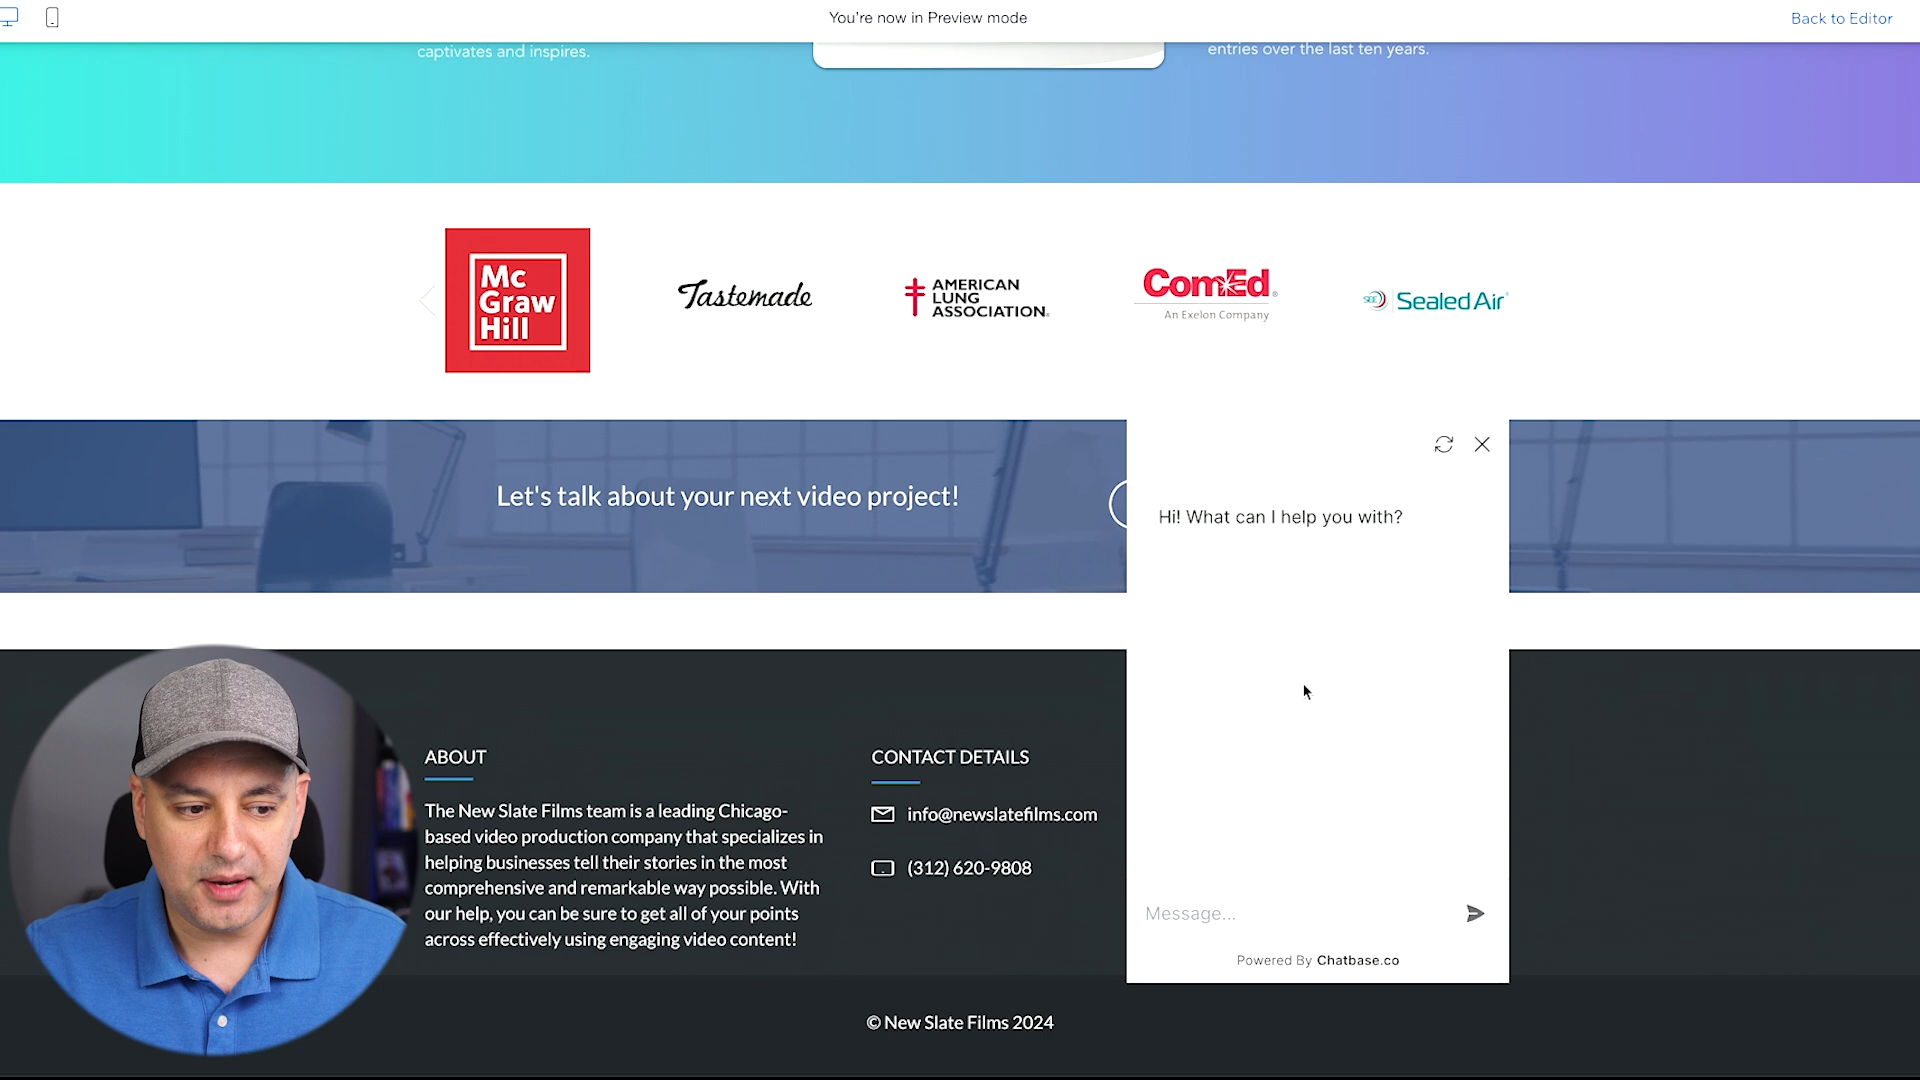 You're now in Preview mode
Back to Editor
captivates and inspires.
entries over the last ten years.
Mc
Graw
Hill
Tastemade
AMERICAN
LUNG
ASSOCIATION®
ComEd®
An Exelon Company
SEE
Sealed Air®
Let's talk about your next video project!
Hi! What can I help you with?
ABOUT
The New Slate Films team is a leading Chicago-
based video production company that specializes in
helping businesses tell their stories in the most
comprehensive and remarkable way possible. With
our help, you can be sure to get all of your points
across effectively using engaging video content!
CONTACT DETAILS
info@newslatefilms.com
(312) 620-9808
Message...
Powered By Chatbase.co
© New Slate Films 2024